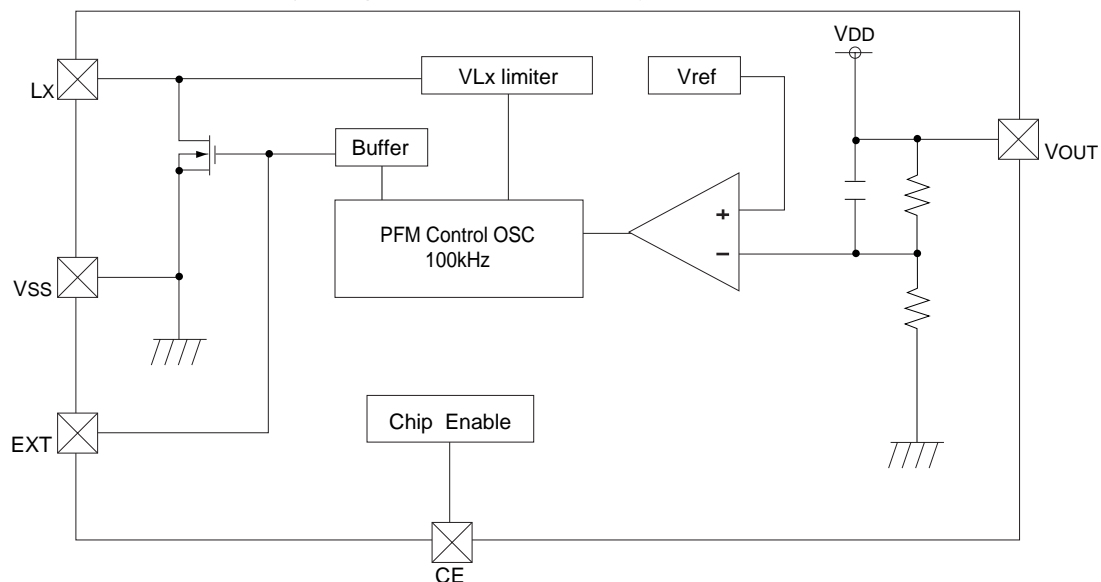 VDD
VLx limiter
Vref
LX
Buffer
VOUT
+
PFM Control OSC
100kHz
−
VSS
Chip Enable
EXT
CE